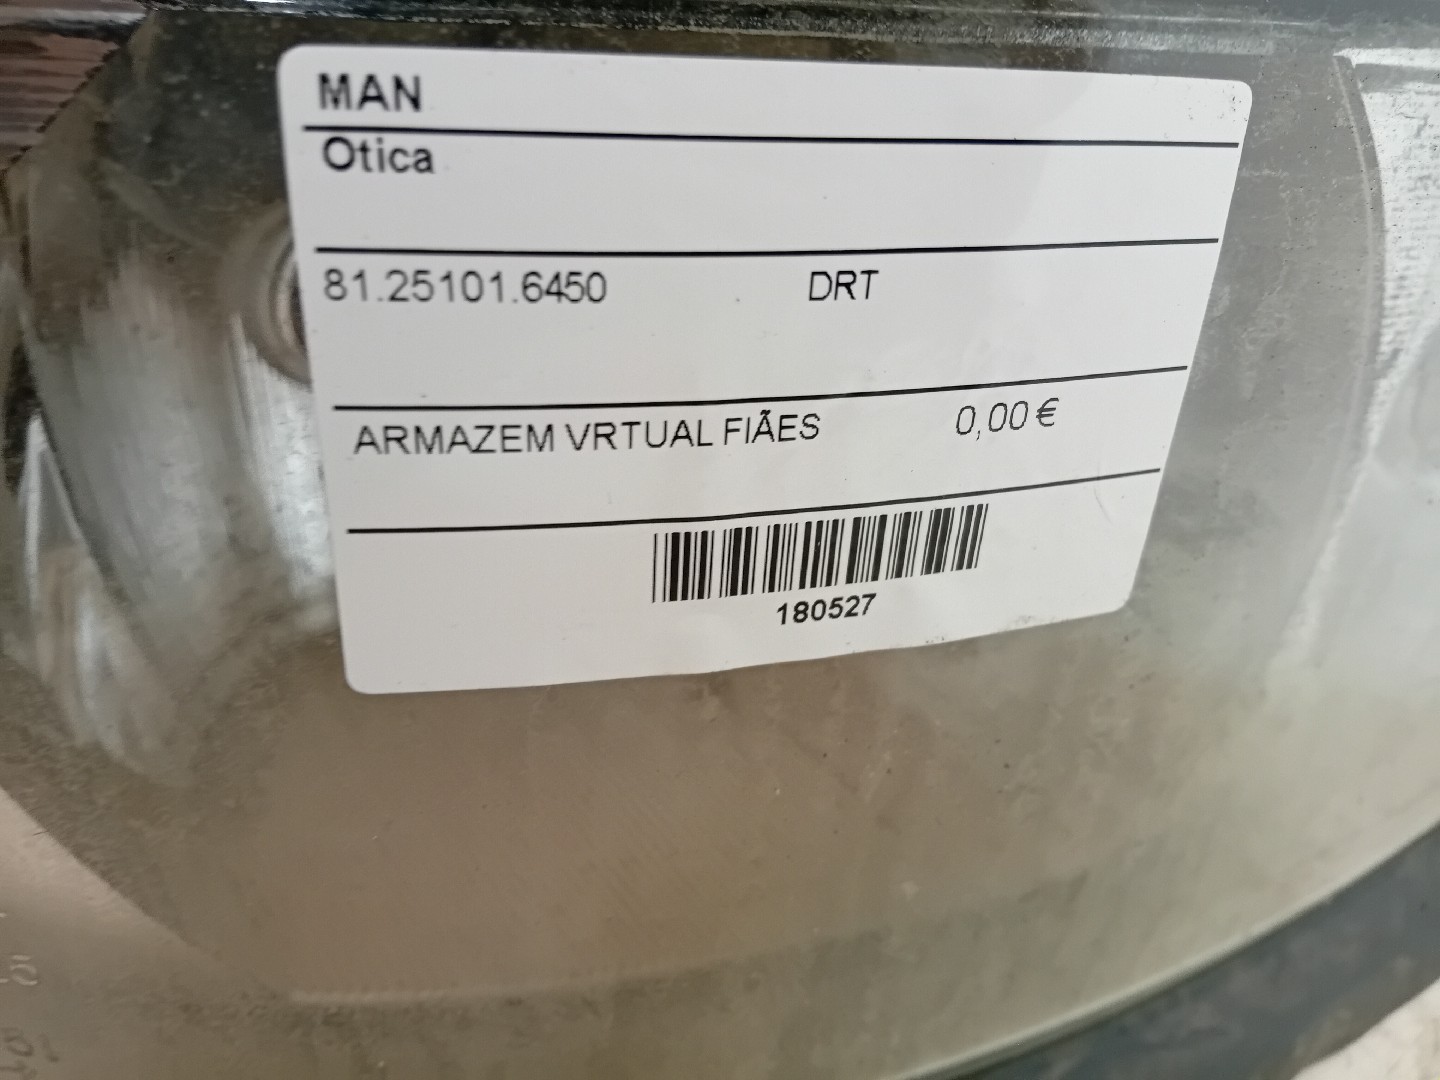 MAN
Otica
81.25101.6450 DRT
ARMAZEM VRTUAL FIÃES 0,00 €
180527